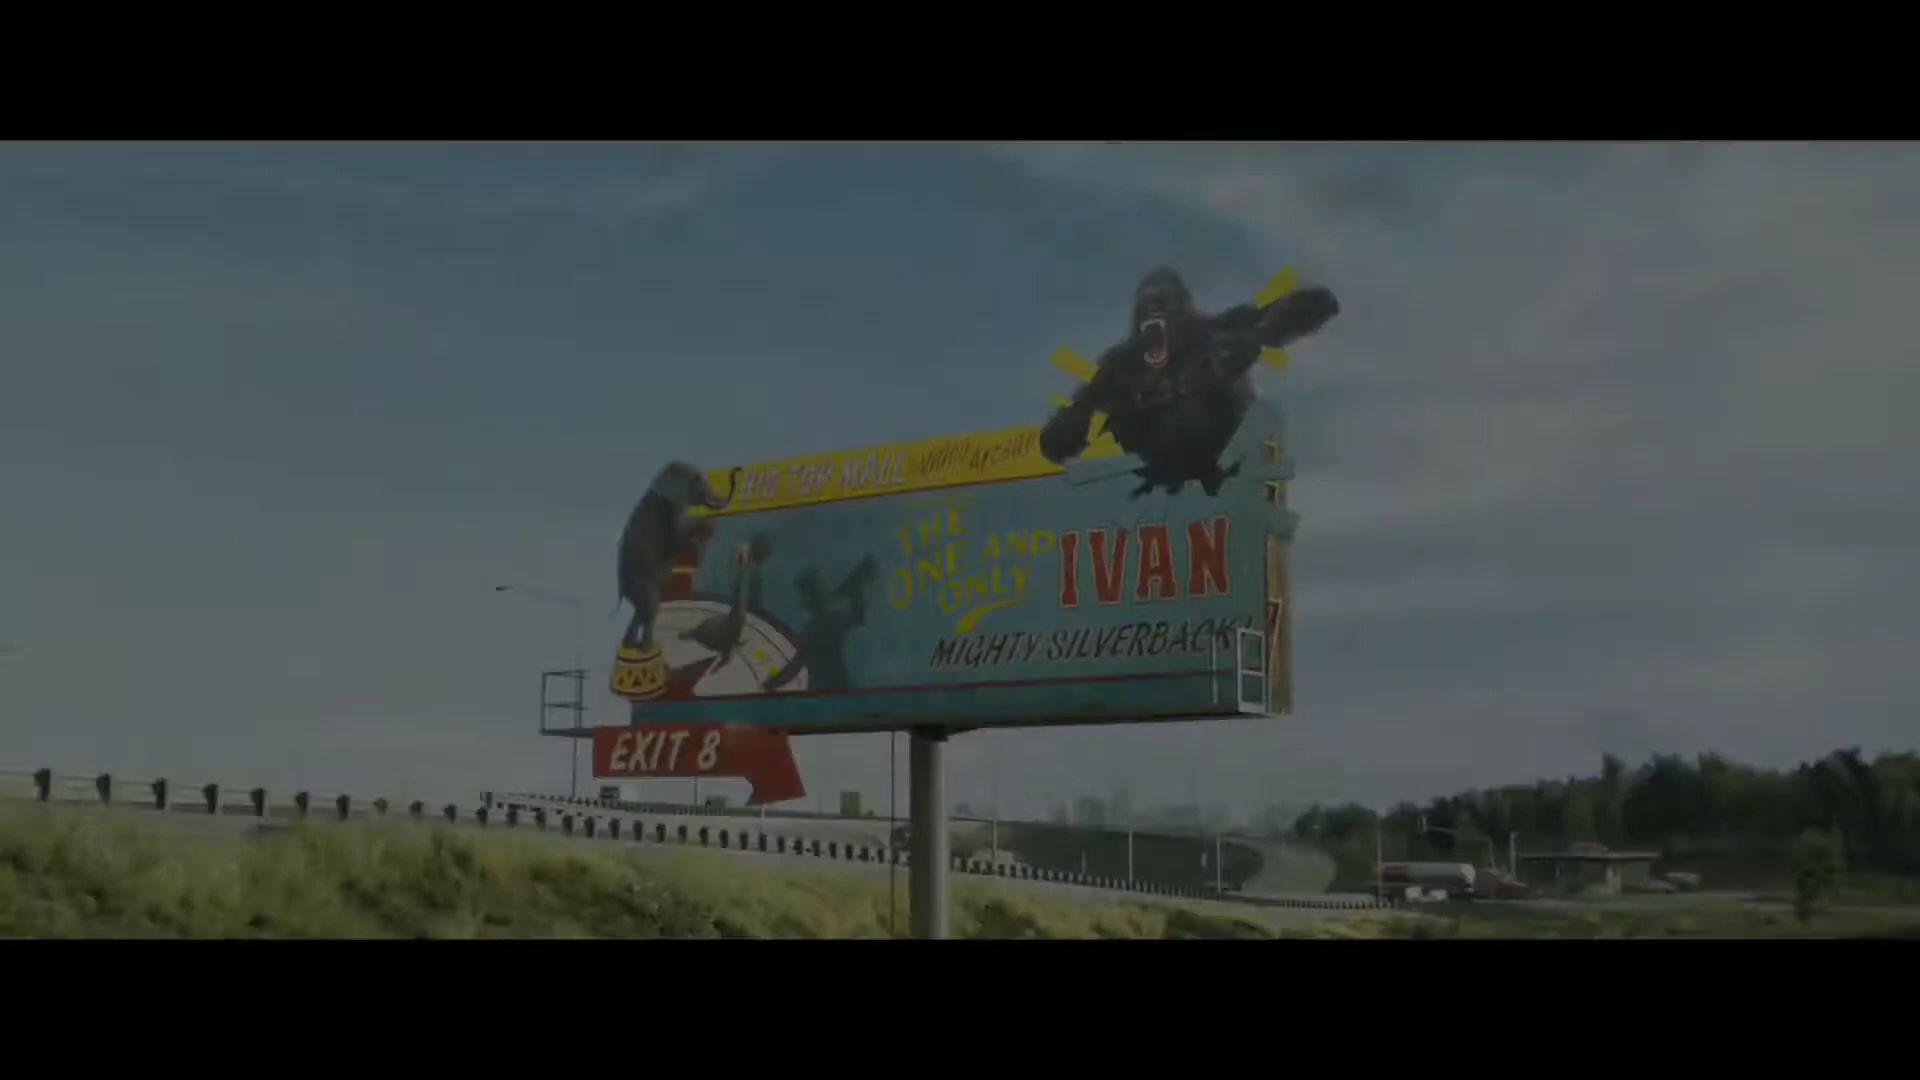 BIG TOP MALL & VIDEO ARCADE
THE
ONE AND
ONLY
IVAN
MIGHTY SILVERBACK!
EXIT 8